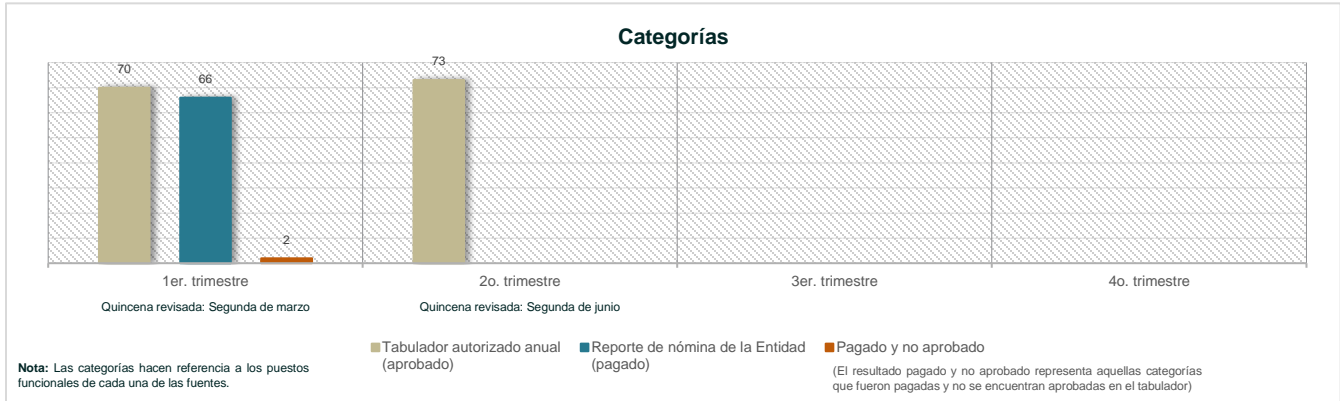 Categorías
70
66
2
73
1er. trimestre
2o. trimestre
3er. trimestre
4o. trimestre
Quincena revisada: Segunda de marzo
Quincena revisada: Segunda de junio
Tabulador autorizado anual
(aprobado)
Reporte de nómina de la Entidad
(pagado)
Pagado y no aprobado
(El resultado pagado y no aprobado representa aquellas categorías
que fueron pagadas y no se encuentran aprobadas en el tabulador)
Nota: Las categorías hacen referencia a los puestos
funcionales de cada una de las fuentes.